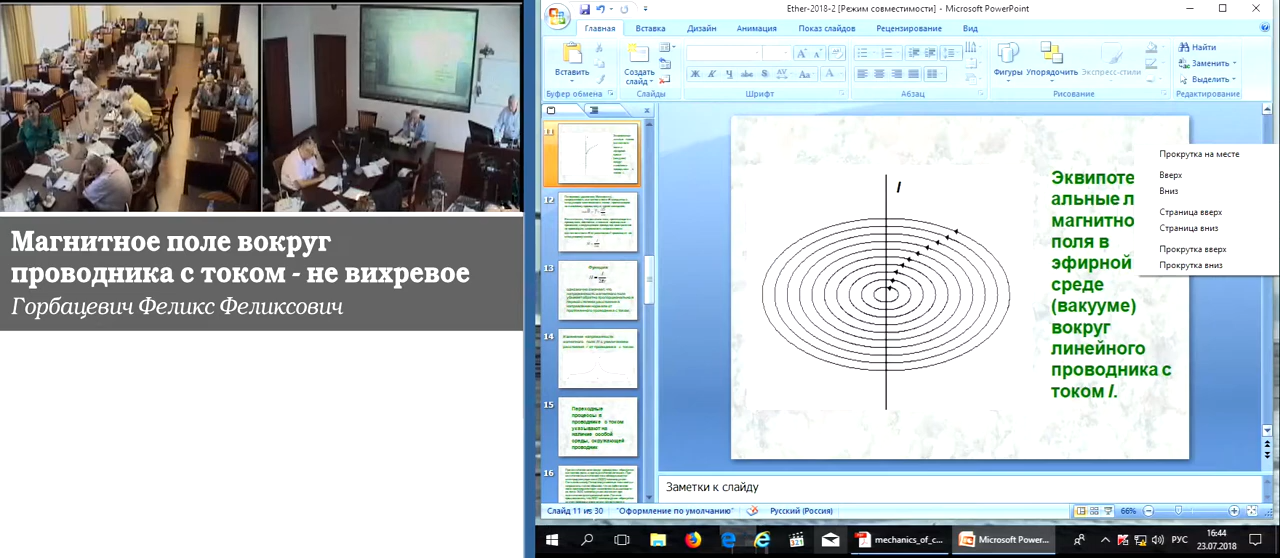 Магнитное поле вокруг
проводника с током - не вихревое
Горбацевич Феликс Феликсович
Ether-2018-2 [Режим совместимости] - Microsoft PowerPoint
Главная Вставка Дизайн Анимация Показ слайдов Рецензирование Вид
Вставить
Создать
слайд
Ж К Ч abe S AV Aa A
Фигуры Упорядочить Экспресс-стили
Найти
Заменить
Выделить
Буфер обмена Слайды Шрифт Абзац Рисование Редактирование
11
12
13
Функция
14
15
Переходные
процессы в
проводнике с током
указывают на
наличие особой
среды, окружающей
проводник
16
I
Эквипоте
альные л
магнитно
поля в
эфирной
среде
(вакууме)
вокруг
линейного
проводника с
током I.
Прокрутка на месте
Вверх
Вниз
Страница вверх
Страница вниз
Прокрутка вверх
Прокрутка вниз
Заметки к слайду
Слайд 11 из 30 "Оформление по умолчанию" Русский (Россия) 66%
mechanics_of_c...
Microsoft Power...
РУС
16:44
23.07.2018